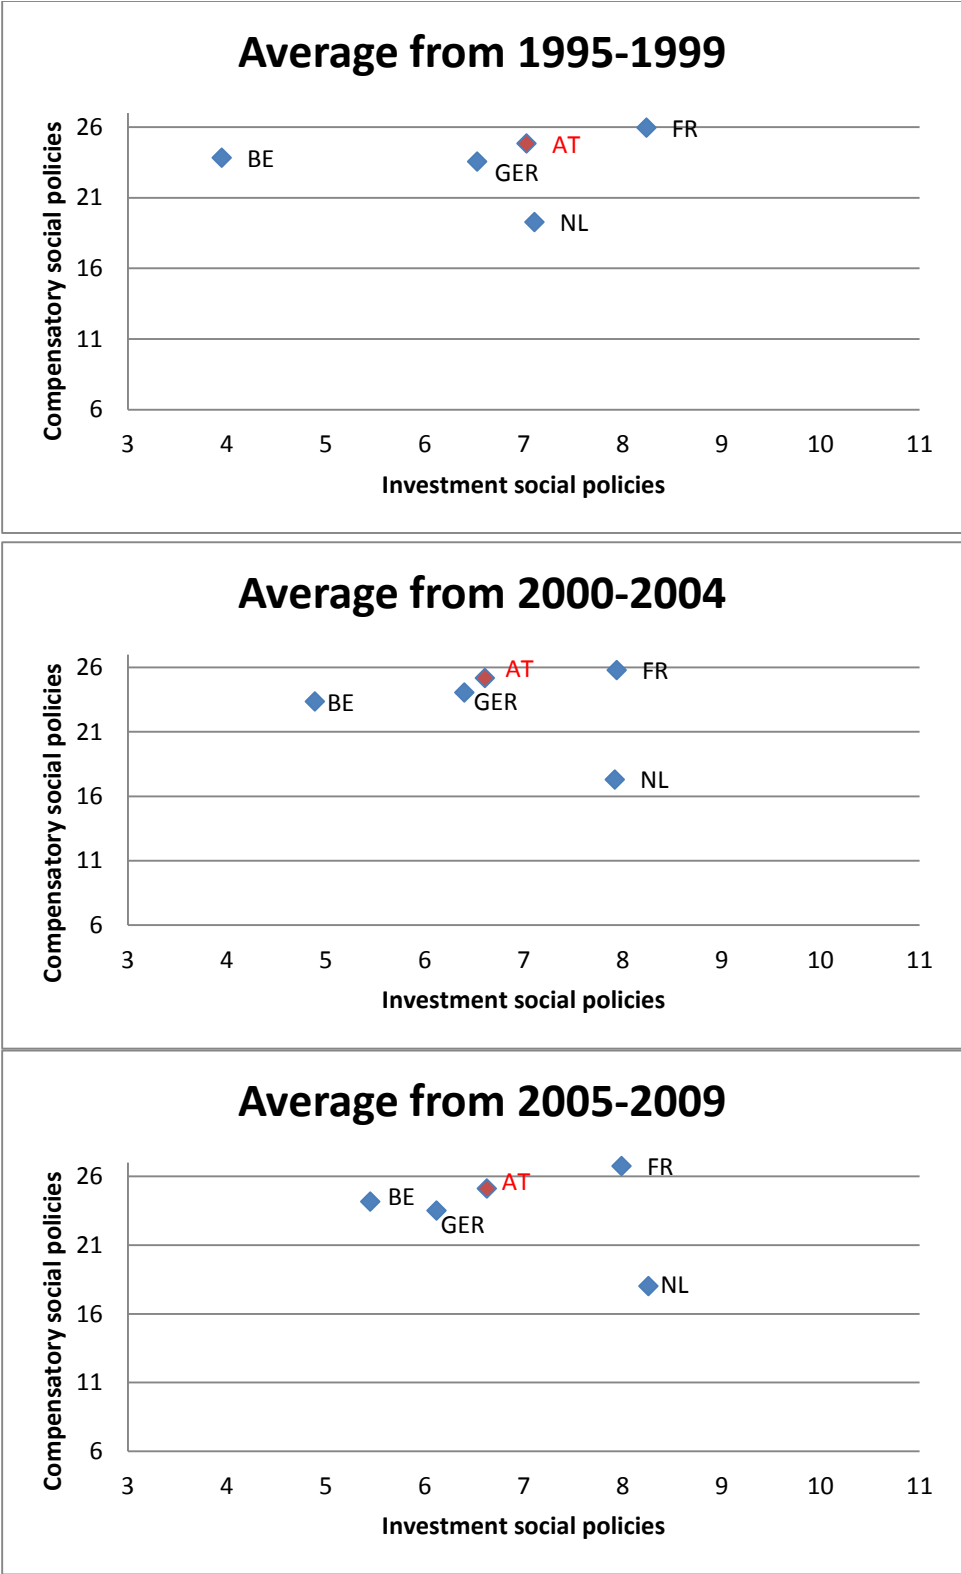 Average from 1995-1999
Compensatory social policies
26
21
16
11
6
FR
AT
BE
GER
NL
3 4 5 6 7 8 9 10 11
Investment social policies
Average from 2000-2004
Compensatory social policies
26
21
16
11
6
AT
FR
BE
GER
NL
3 4 5 6 7 8 9 10 11
Investment social policies
Average from 2005-2009
Compensatory social policies
26
21
16
11
6
FR
AT
BE
GER
NL
3 4 5 6 7 8 9 10 11
Investment social policies